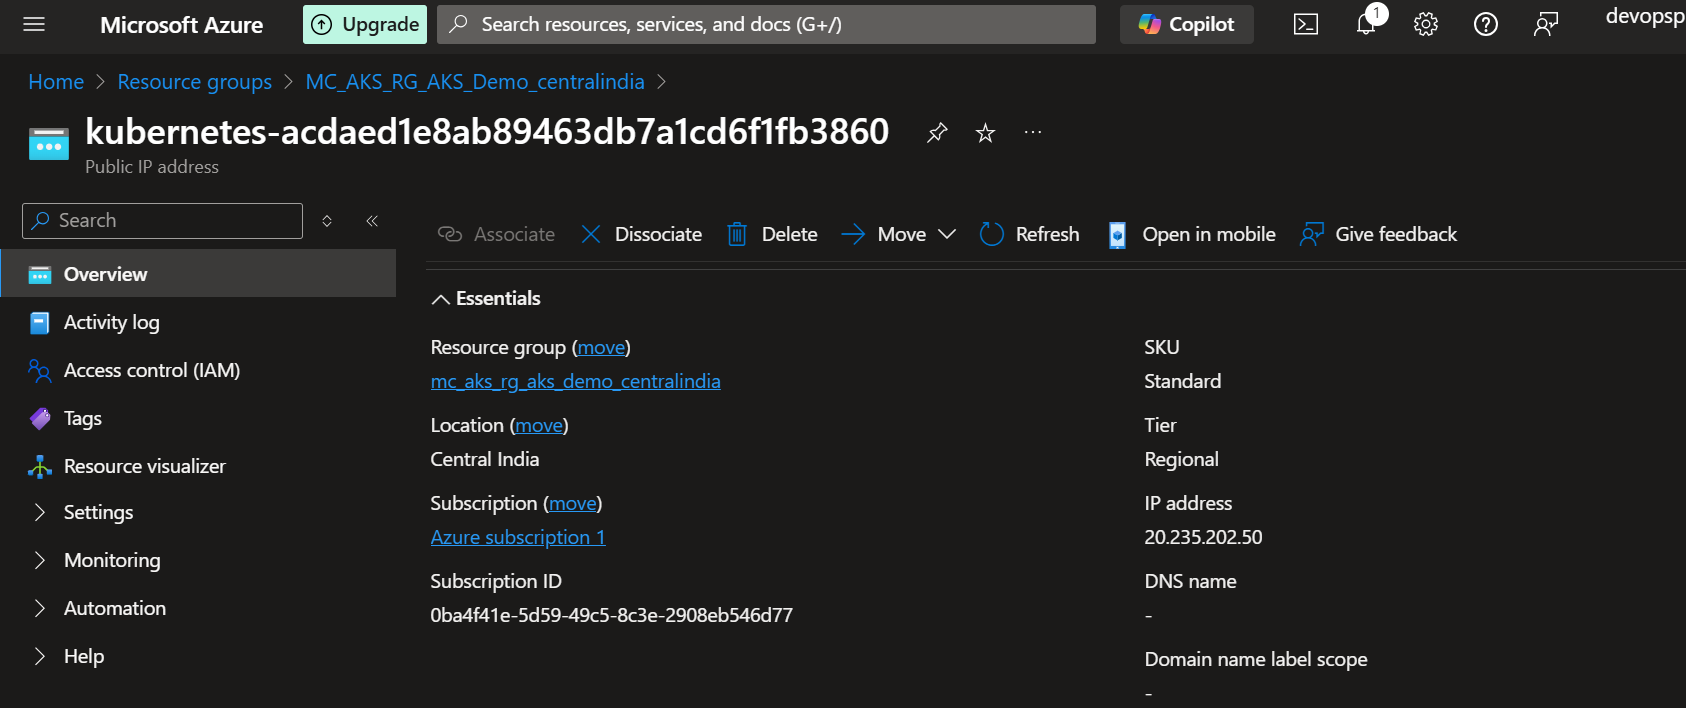 Microsoft Azure
Upgrade
Search resources, services, and docs (G+/)
Copilot
1
devopsp
Home > Resource groups > MC_AKS_RG_AKS_Demo_centralindia >
kubernetes-acdaed1e8ab89463db7a1cd6f1fb3860
Public IP address
Search
Overview
Activity log
Access control (IAM)
Tags
Resource visualizer
Settings
Monitoring
Automation
Help
Associate
Dissociate
Delete
Move
Refresh
Open in mobile
Give feedback
Essentials
Resource group (move)
mc_aks_rg_aks_demo_centralindia
Location (move)
Central India
Subscription (move)
Azure subscription 1
Subscription ID
0ba4f41e-5d59-49c5-8c3e-2908eb546d77
SKU
Standard
Tier
Regional
IP address
20.235.202.50
DNS name
-
Domain name label scope
-